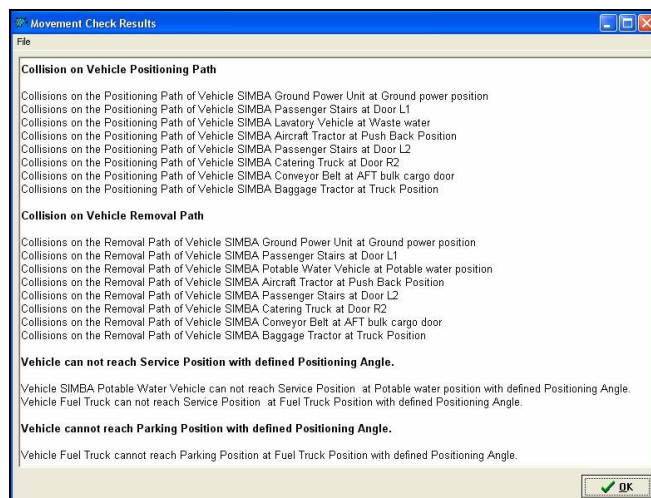 Movement Check Results
File
Collision on Vehicle Positioning Path
Collisions on the Positioning Path of Vehicle SIMBA Ground Power Unit at Ground power position
Collisions on the Positioning Path of Vehicle SIMBA Passenger Stairs at Door L1
Collisions on the Positioning Path of Vehicle SIMBA Lavatory Vehicle at Waste water
Collisions on the Positioning Path of Vehicle SIMBA Aircraft Tractor at Push Back Position
Collisions on the Positioning Path of Vehicle SIMBA Passenger Stairs at Door L2
Collisions on the Positioning Path of Vehicle SIMBA Catering Truck at Door R2
Collisions on the Positioning Path of Vehicle SIMBA Conveyor Belt at AFT bulk cargo door
Collisions on the Positioning Path of Vehicle SIMBA Baggage Tractor at Truck Position
Collision on Vehicle Removal Path
Collisions on the Removal Path of Vehicle SIMBA Ground Power Unit at Ground power position
Collisions on the Removal Path of Vehicle SIMBA Passenger Stairs at Door L1
Collisions on the Removal Path of Vehicle SIMBA Potable Water Vehicle at Potable water position
Collisions on the Removal Path of Vehicle SIMBA Aircraft Tractor at Push Back Position
Collisions on the Removal Path of Vehicle SIMBA Passenger Stairs at Door L2
Collisions on the Removal Path of Vehicle SIMBA Catering Truck at Door R2
Collisions on the Removal Path of Vehicle SIMBA Conveyor Belt at AFT bulk cargo door
Collisions on the Removal Path of Vehicle SIMBA Baggage Tractor at Truck Position
Vehicle can not reach Service Position with defined Positioning Angle.
Vehicle SIMBA Potable Water Vehicle can not reach Service Position at Potable water position with defined Positioning Angle.
Vehicle Fuel Truck can not reach Service Position at Fuel Truck Position with defined Positioning Angle.
Vehicle cannot reach Parking Position with defined Positioning Angle.
Vehicle Fuel Truck cannot reach Parking Position at Fuel Truck Position with defined Positioning Angle.
OK